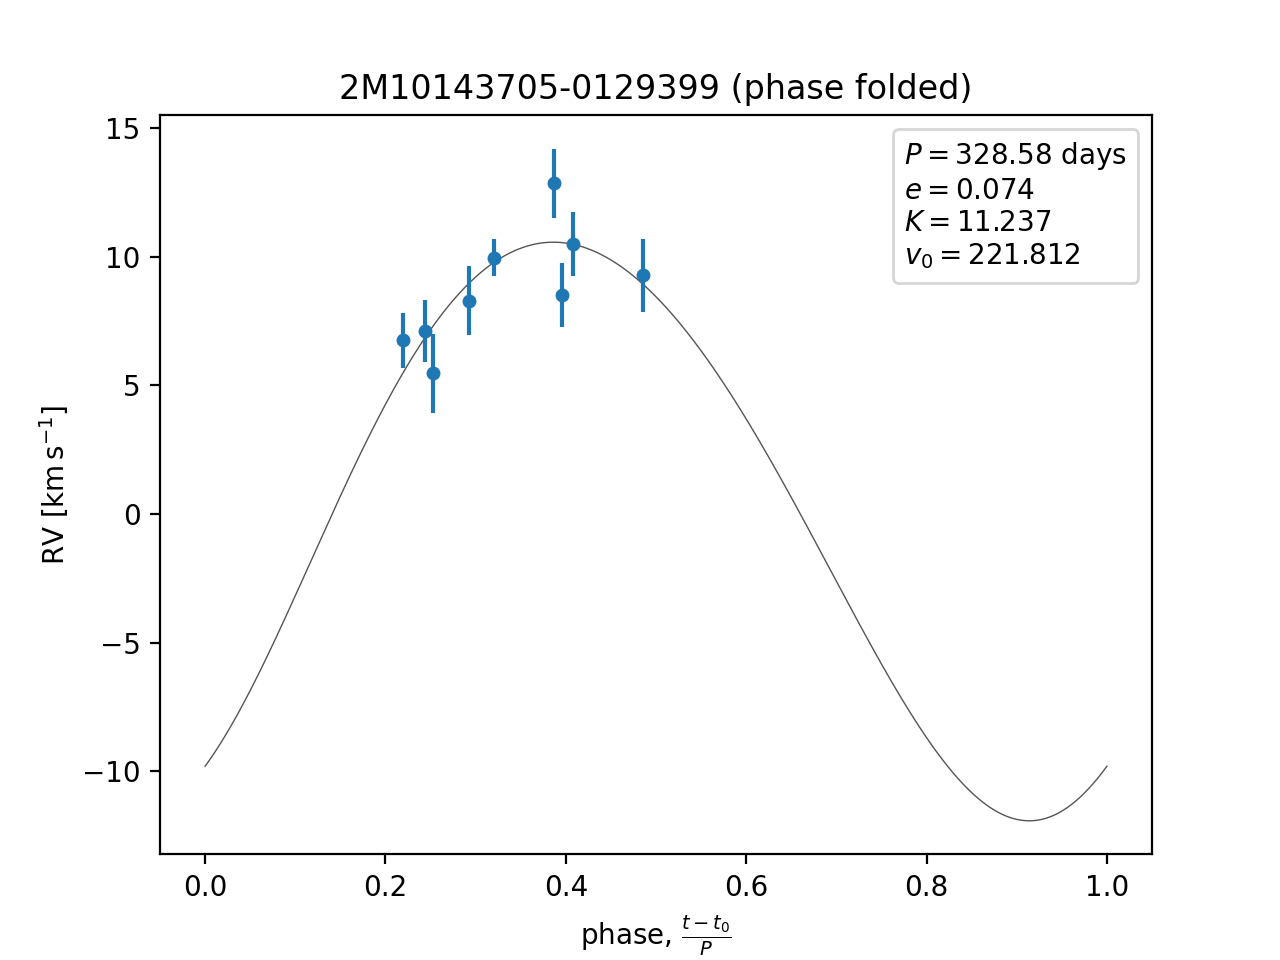 2M10143705-0129399 (phase folded)
P = 328.58 days
e = 0.074
K = 11.237
v₀ = 221.812
15
10
5
0
−5
−10
RV [km s⁻¹]
0.0 0.2 0.4 0.6 0.8 1.0
phase, (t − t₀)/P